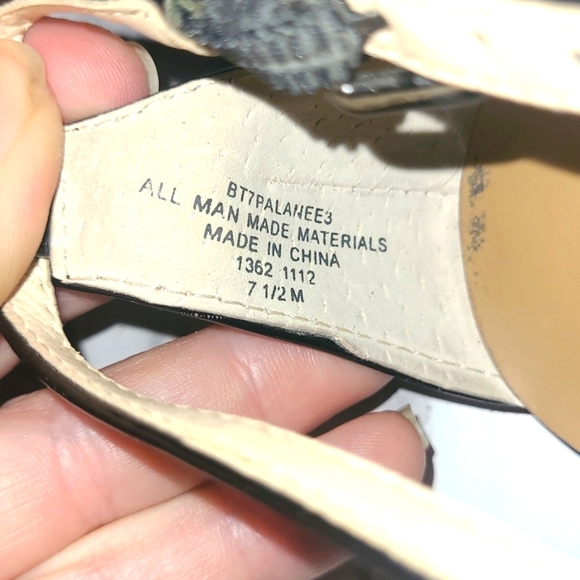 BT7PALANEE3
ALL MAN MADE MATERIALS
MADE IN CHINA
1362 1112
7 1/2 M